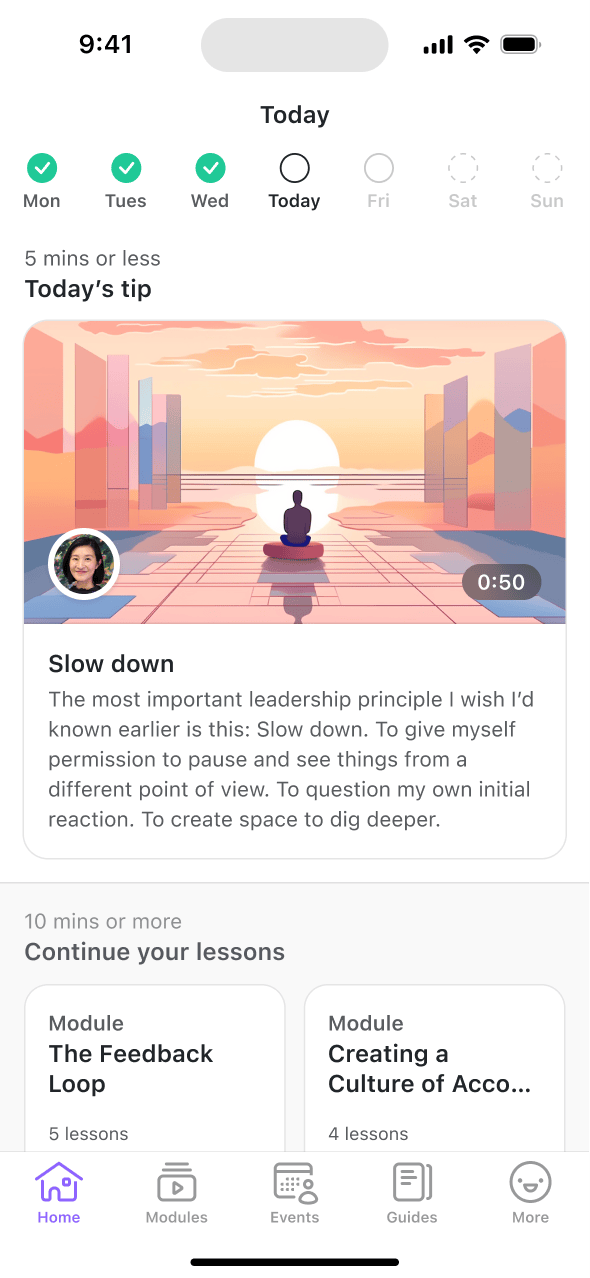 9:41
Today
Mon Tues Wed Today Fri Sat Sun
5 mins or less
Today’s tip
0:50
Slow down
The most important leadership principle I wish I’d
known earlier is this: Slow down. To give myself
permission to pause and see things from a
different point of view. To question my own initial
reaction. To create space to dig deeper.
10 mins or more
Continue your lessons
Module
The Feedback
Loop
5 lessons
Module
Creating a
Culture of Acco...
4 lessons
Home Modules Events Guides More